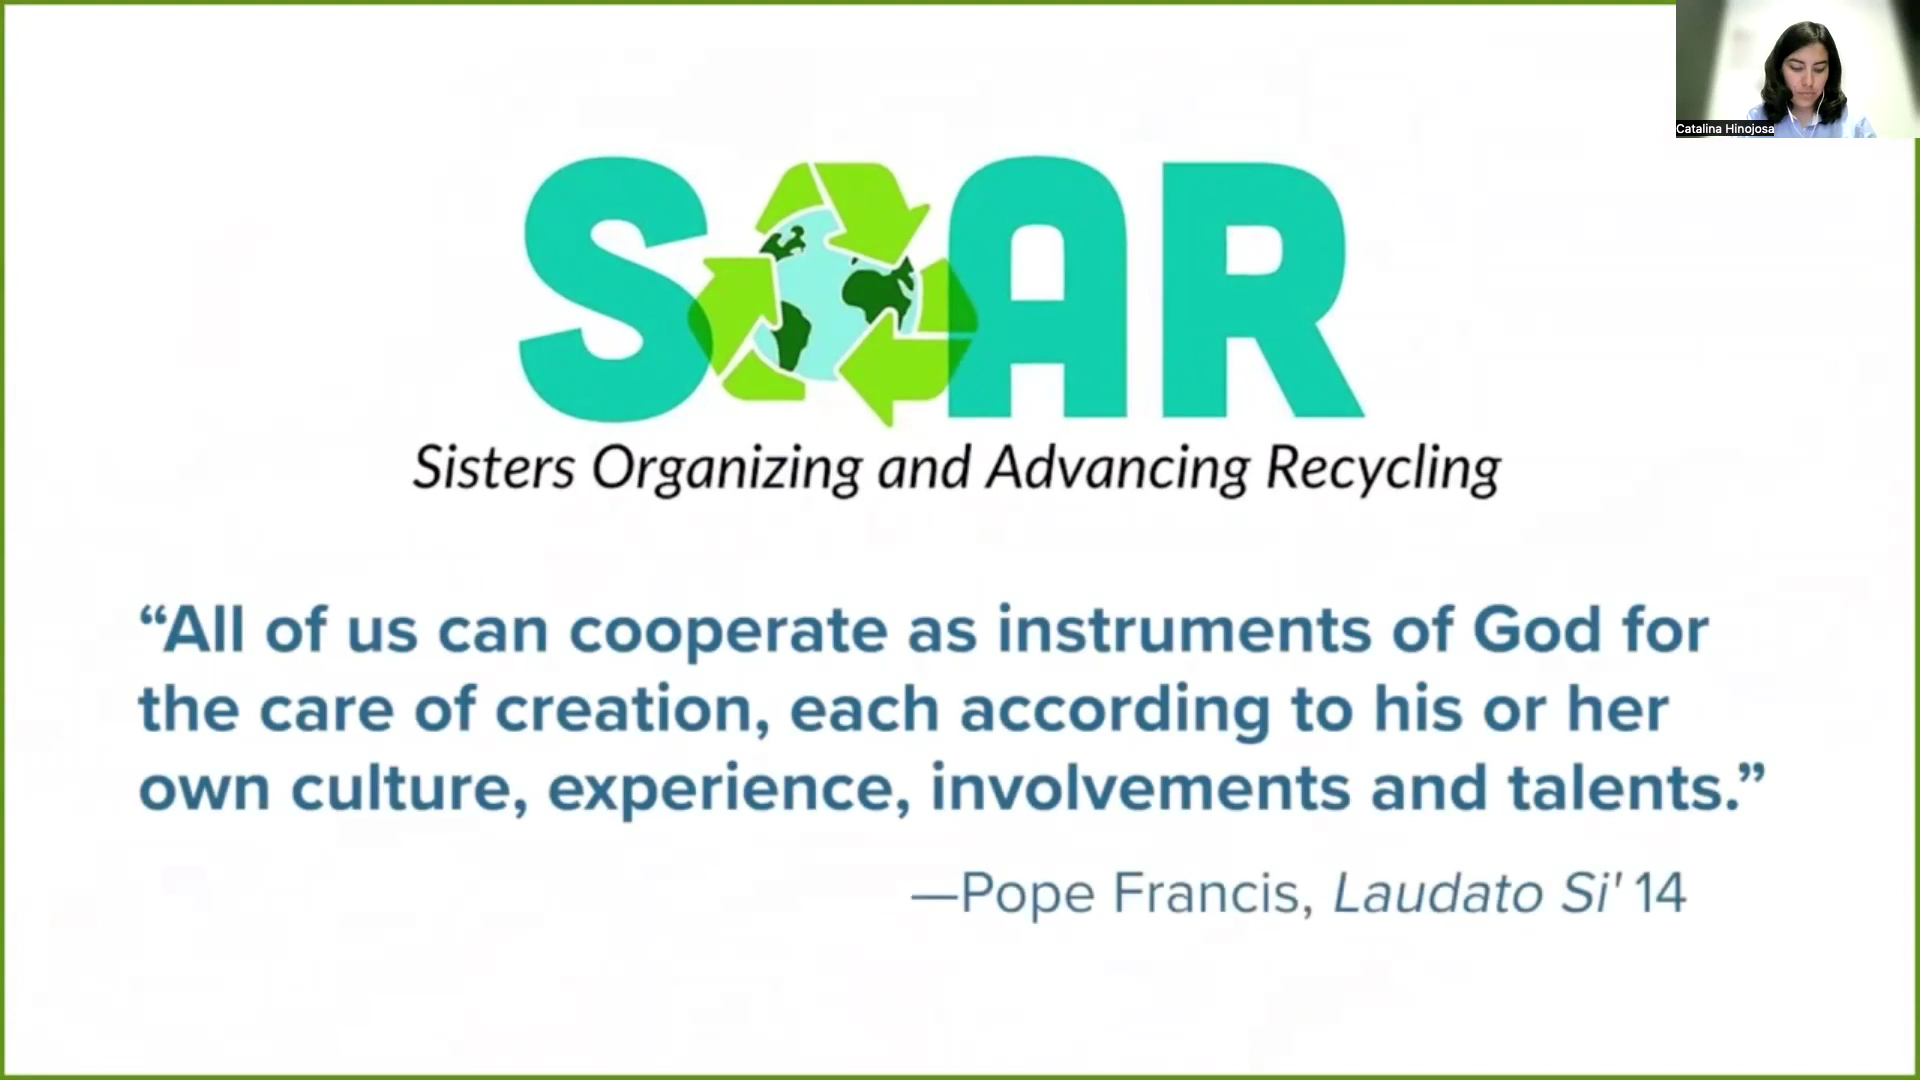 Catalina Hinojosa
SOAR
Sisters Organizing and Advancing Recycling
“All of us can cooperate as instruments of God for
the care of creation, each according to his or her
own culture, experience, involvements and talents.”
—Pope Francis, Laudato Si' 14